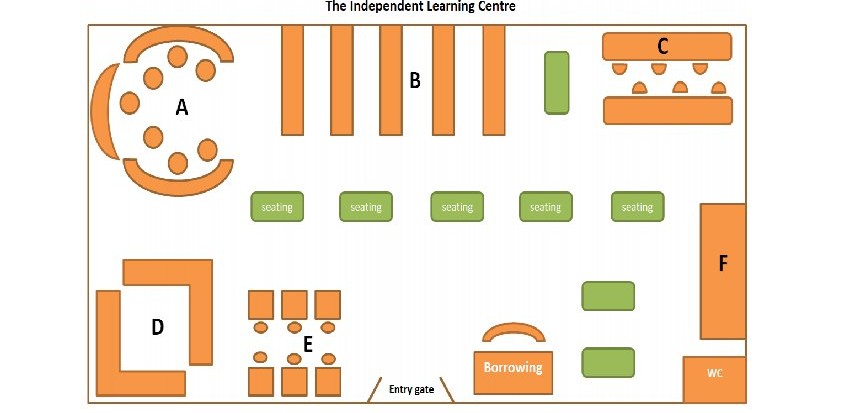 The Independent Learning Centre
C
B
A
seating
seating
seating
seating
seating
F
D
E
Borrowing
WC
Entry gate